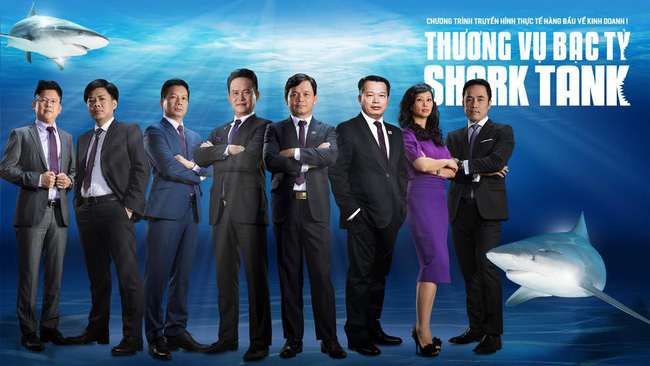 CHƯƠNG TRÌNH TRUYỀN HÌNH THỰC TẾ HÀNG ĐẦU VỀ KINH DOANH !
THƯƠNG VỤ BẠC TỶ
SHARK TANK